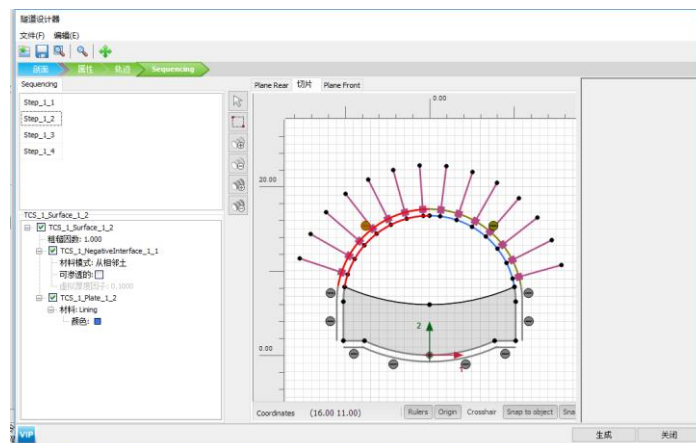 隧道设计器
文件(F) 编辑(E)
剖面 属性 轨迹 Sequencing
Sequencing
Step_1_1
Step_1_2
Step_1_3
Step_1_4
TCS_1_Surface_1_2
TCS_1_Surface_1_2
粗糙因数: 1.000
TCS_1_NegativeInterface_1_1
材料模式: 从相邻土
可渗透的:
虚拟厚度因子: 0.1000
TCS_1_Plate_1_2
材料: Lining
颜色:
Plane Rear 切片 Plane Front
0.00
20.00
0.00
2
1
Coordinates (16.00 11.00) Rulers Origin Crosshair Snap to object Sna
VIP
生成 关闭